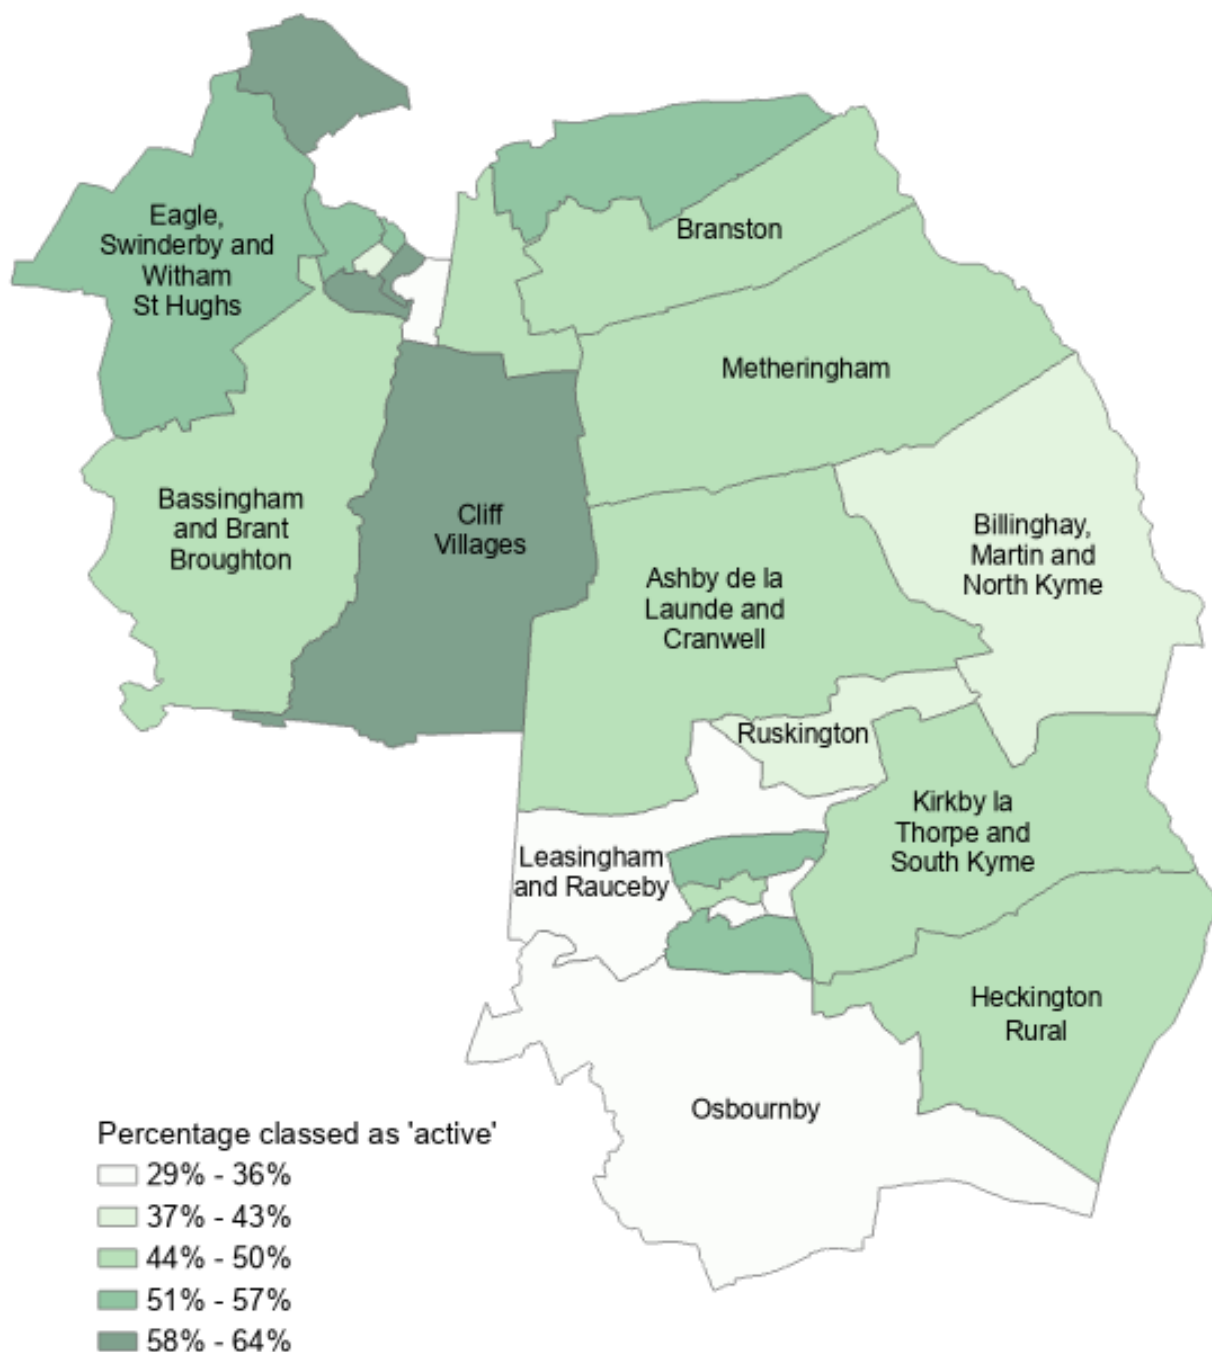 Eagle,
Swinderby and
Witham
St Hughs
Branston
Metheringham
Bassingham
and Brant
Broughton
Cliff
Villages
Billinghay,
Martin and
North Kyme
Ashby de la
Launde and
Cranwell
Ruskington
Kirkby la
Thorpe and
South Kyme
Leasingham
and Rauceby
Heckington
Rural
Osbournby
Percentage classed as 'active'
29% - 36%
37% - 43%
44% - 50%
51% - 57%
58% - 64%